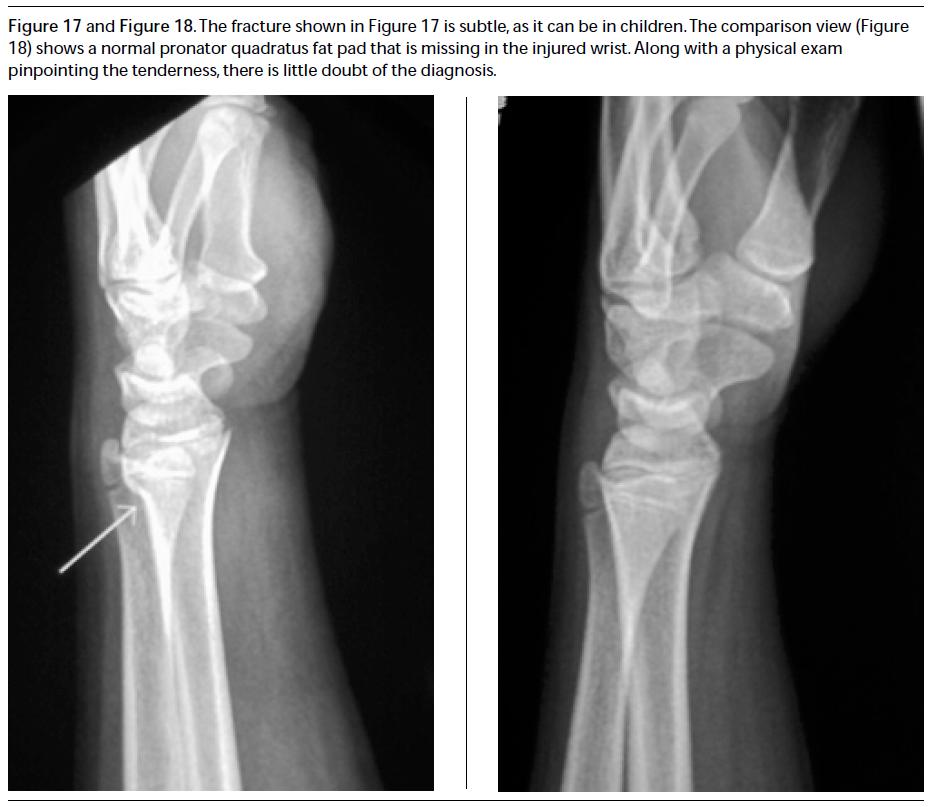 Figure 17 and Figure 18. The fracture shown in Figure 17 is subtle, as it can be in children. The comparison view (Figure
18) shows a normal pronator quadratus fat pad that is missing in the injured wrist. Along with a physical exam
pinpointing the tenderness, there is little doubt of the diagnosis.